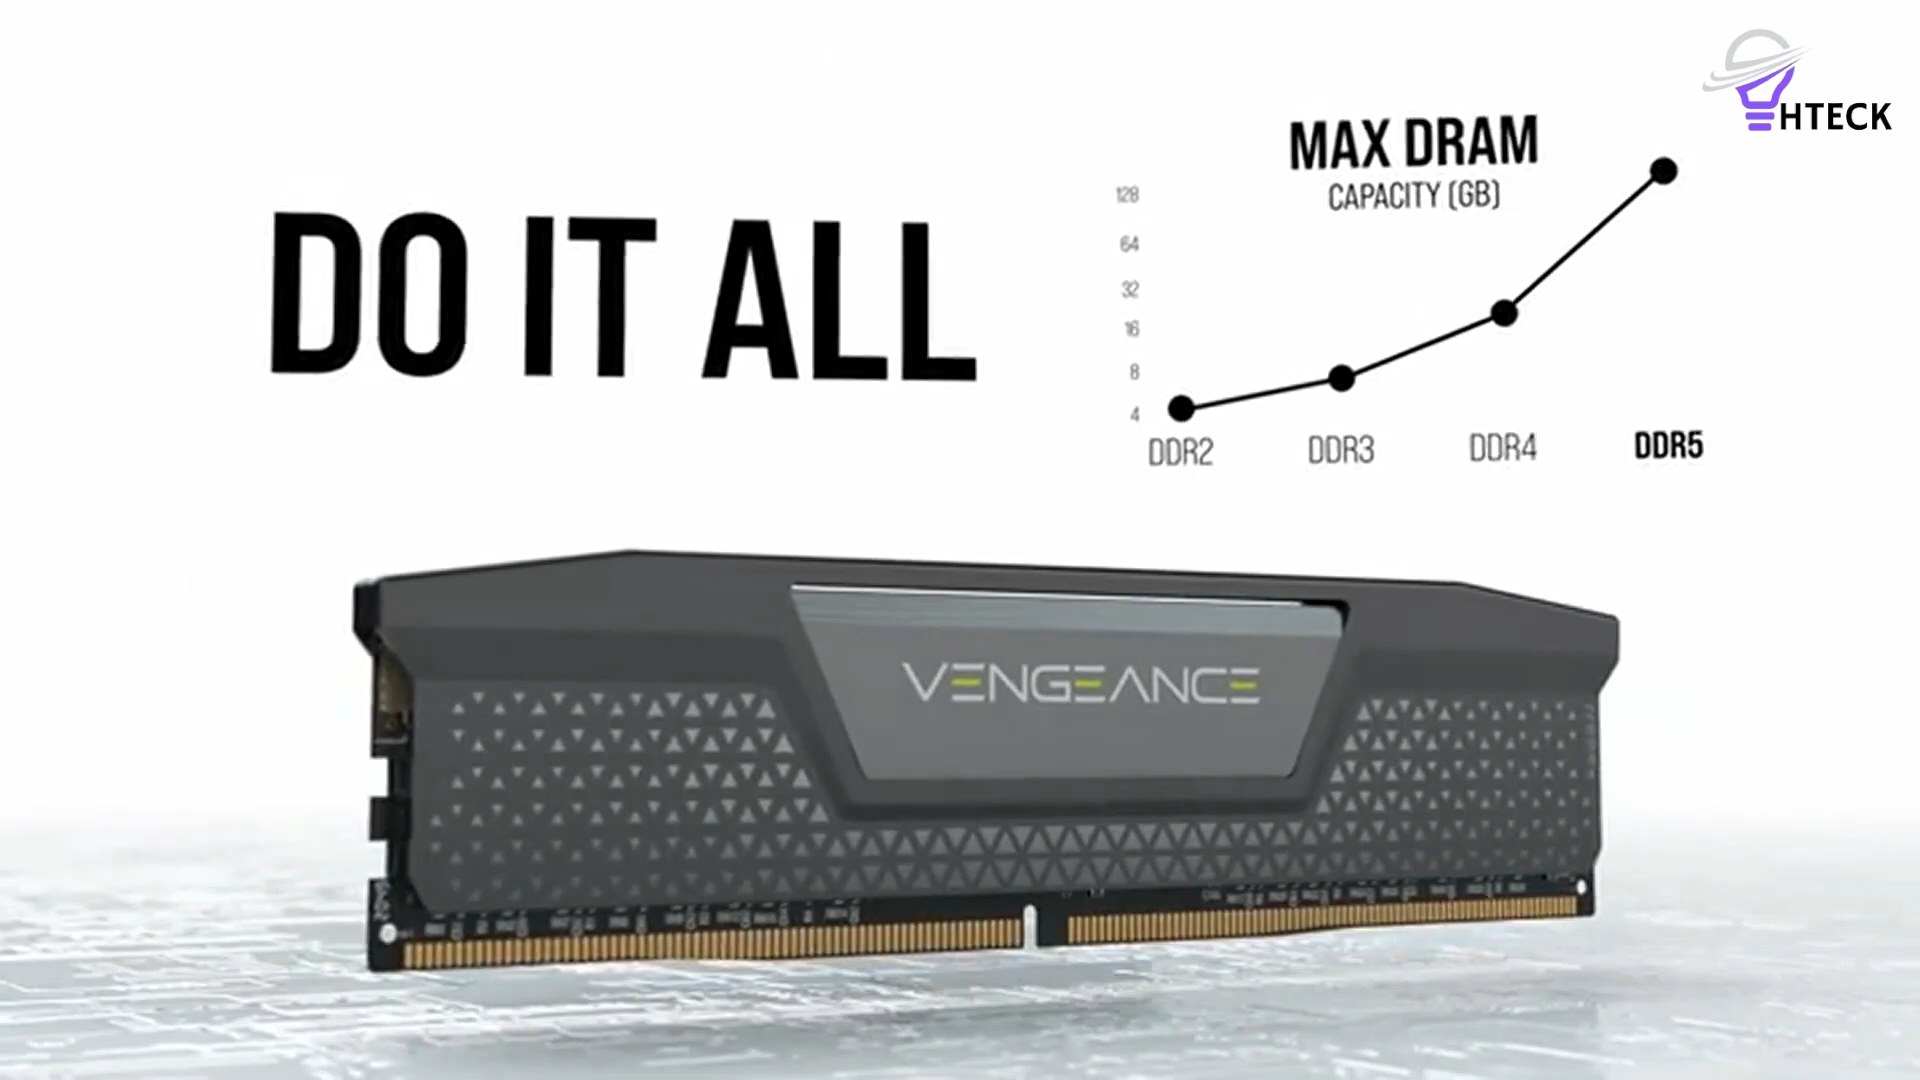 HTECK
DO IT ALL
MAX DRAM
CAPACITY (GB)
128
64
32
16
8
4
DDR2
DDR3
DDR4
DDR5
VENGEANCE